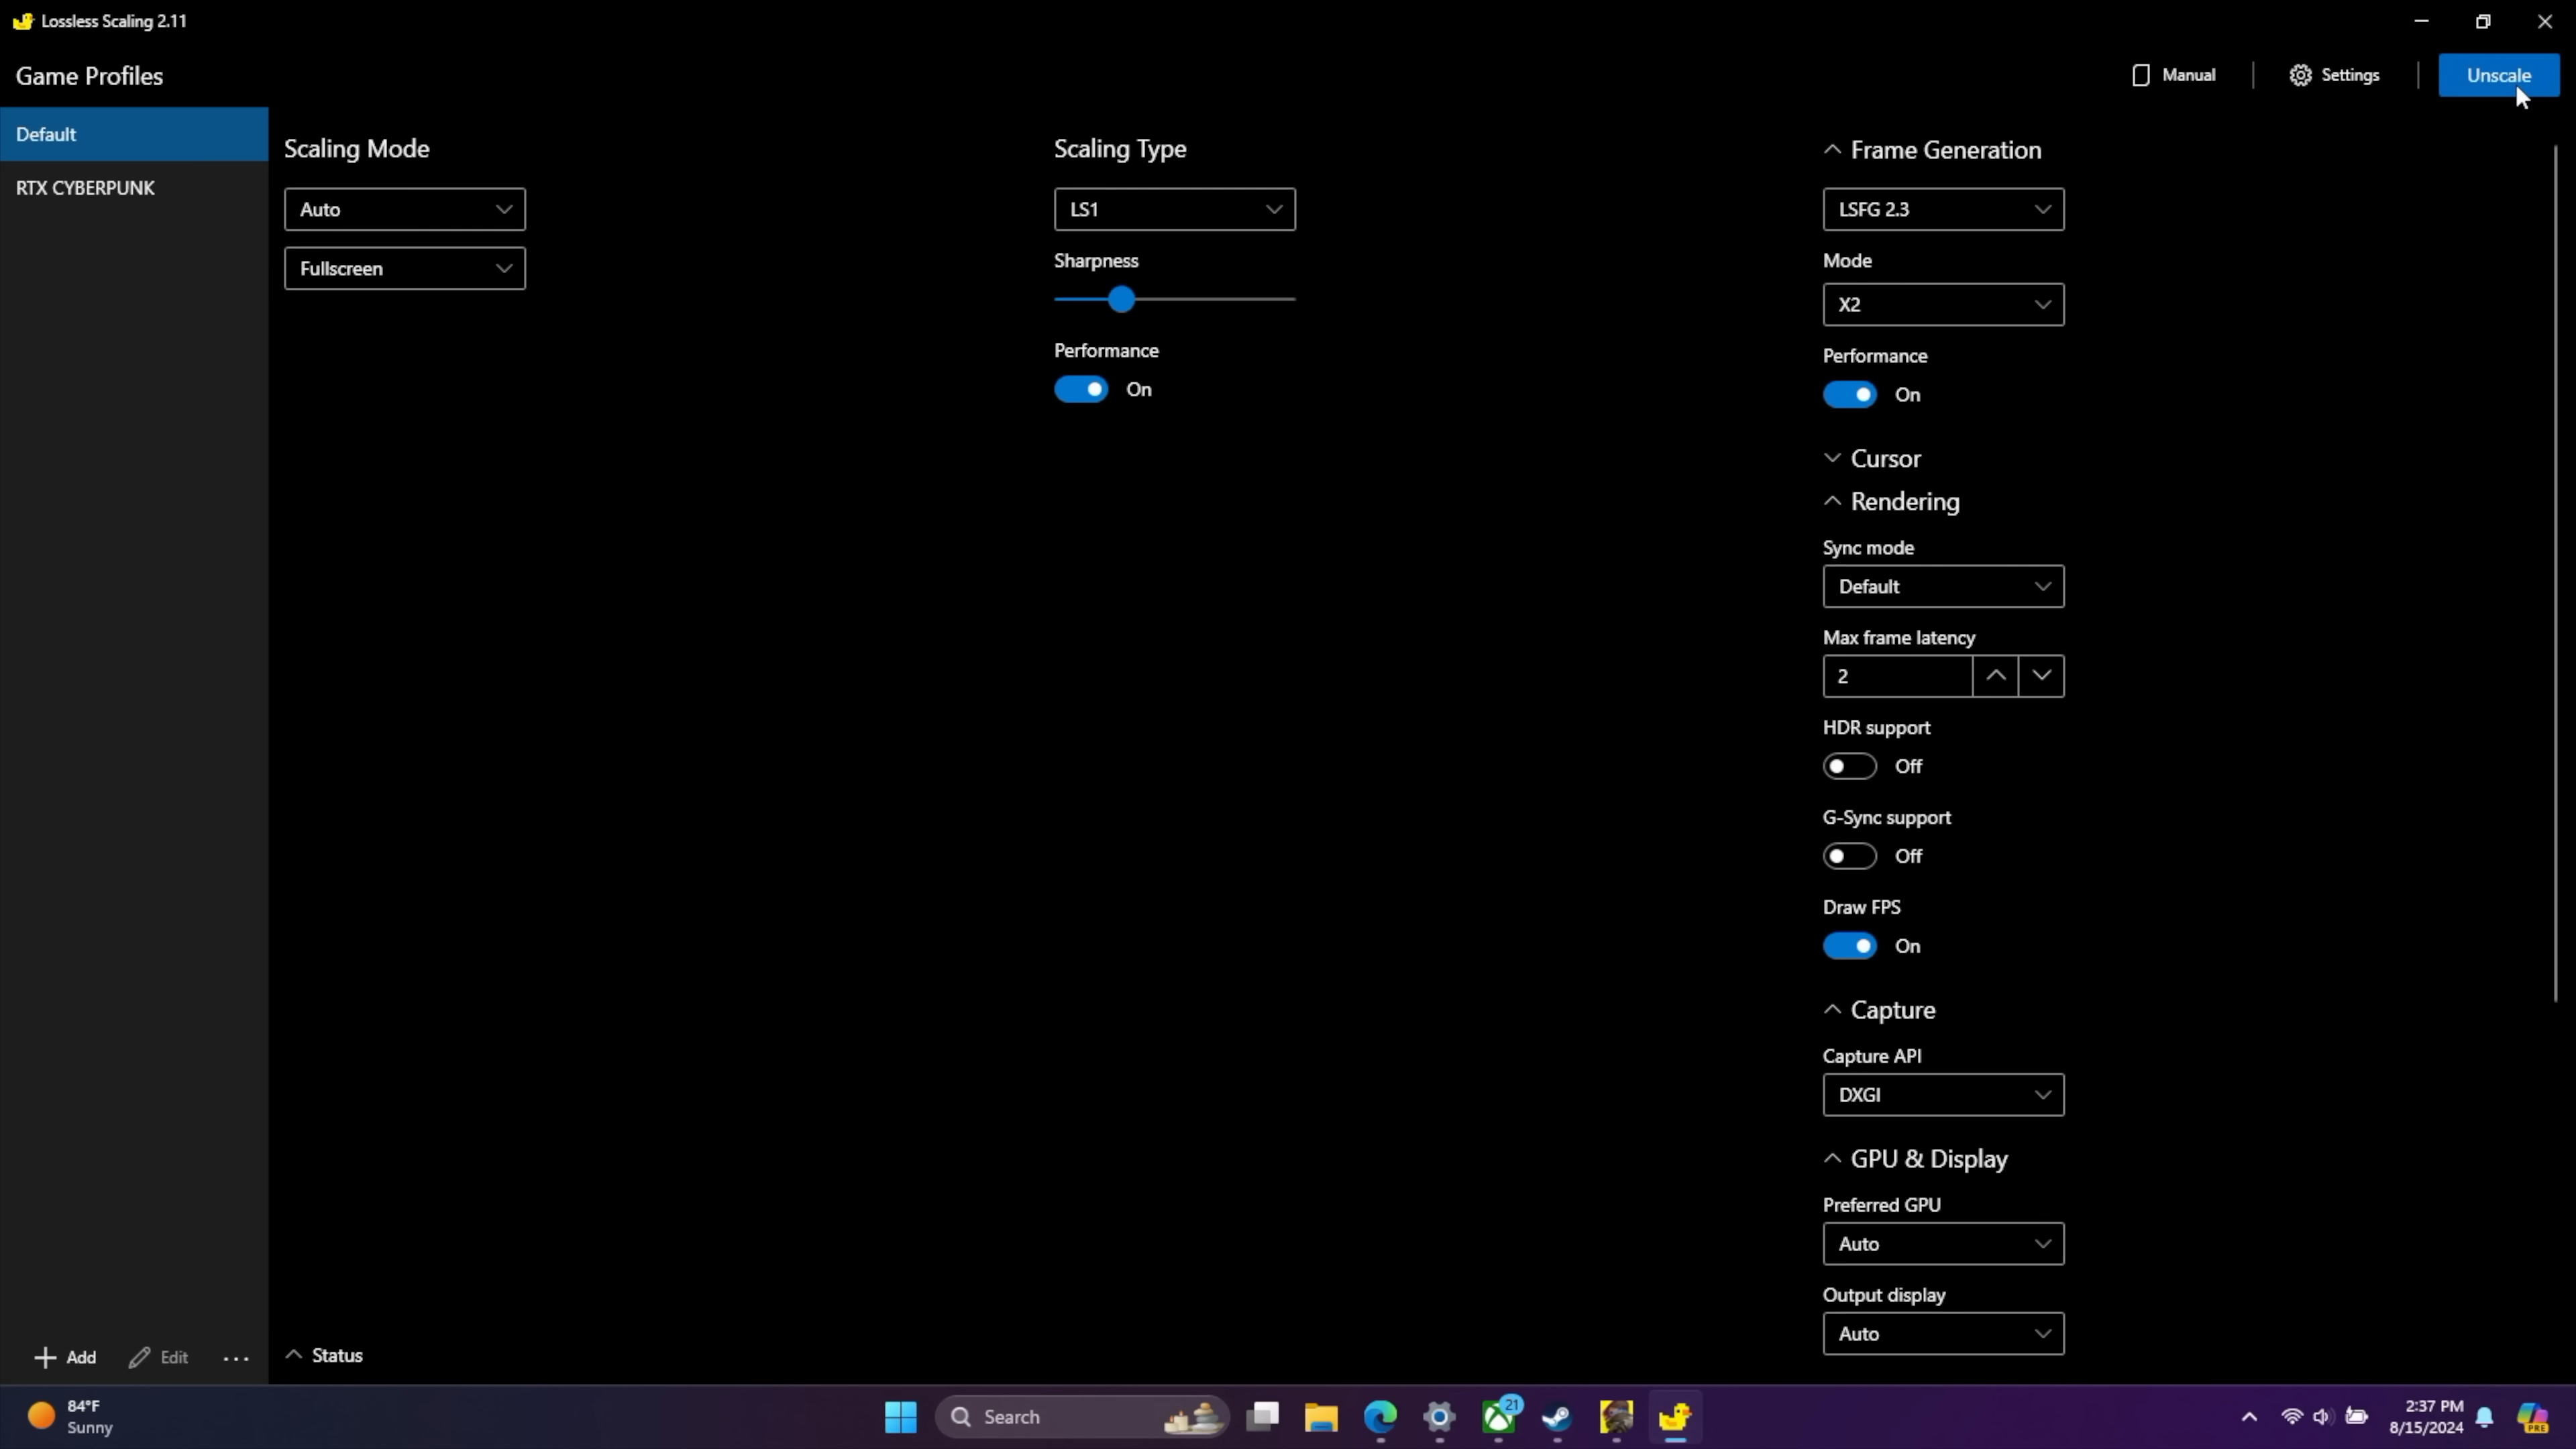 Lossless Scaling 2.11
Game Profiles
Manual
Settings
Unscale
Default
RTX CYBERPUNK
Scaling Mode
Auto
Fullscreen
Scaling Type
LS1
Sharpness
Performance
On
Frame Generation
LSFG 2.3
Mode
X2
Performance
On
Cursor
Rendering
Sync mode
Default
Max frame latency
2
HDR support
Off
G-Sync support
Off
Draw FPS
On
Capture
Capture API
DXGI
GPU & Display
Preferred GPU
Auto
Output display
Auto
Add
Edit
Status
84°F
Sunny
Search
21
2:37 PM
8/15/2024
PRE